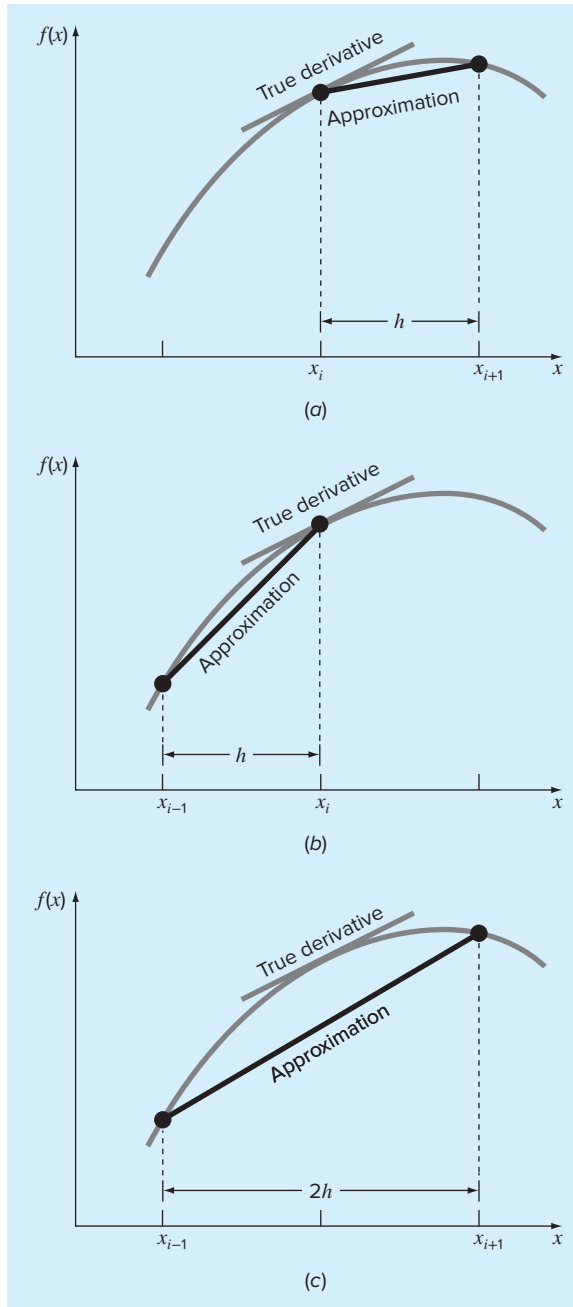 f(x)
True derivative
Approximation
h
x_i
x_{i+1}
x
(a)
f(x)
True derivative
Approximation
h
x_{i−1}
x_i
x
(b)
f(x)
True derivative
Approximation
2h
x_{i−1}
x_{i+1}
x
(c)